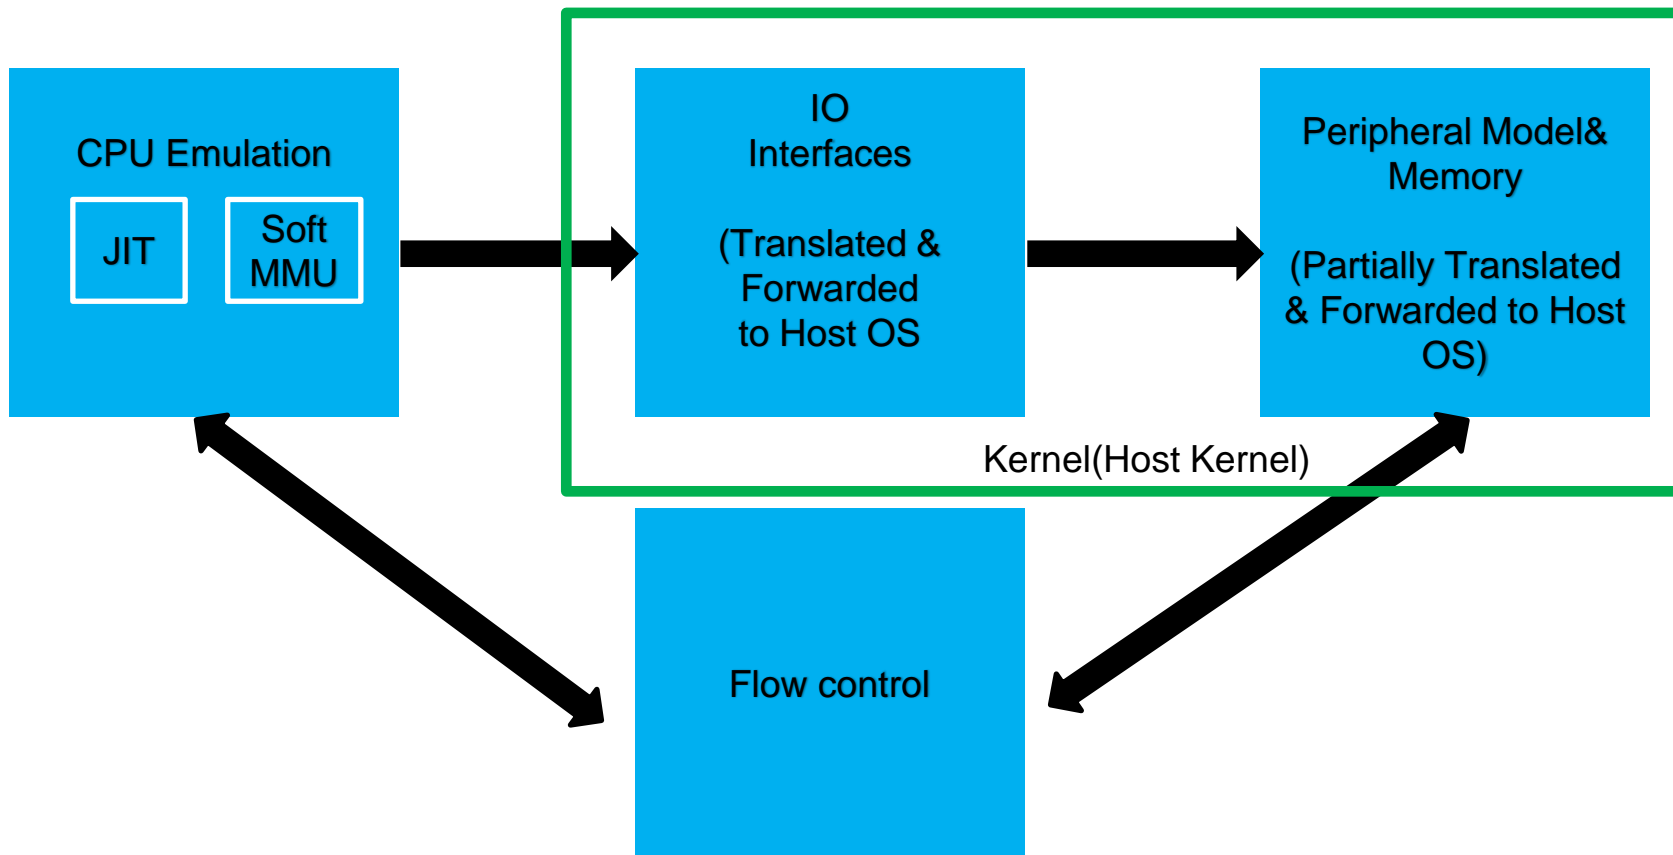 CPU Emulation
JIT
Soft
MMU
IO
Interfaces
(Translated &
Forwarded
to Host OS
Peripheral Model&
Memory
(Partially Translated
& Forwarded to Host
OS)
Kernel(Host Kernel)
Flow control